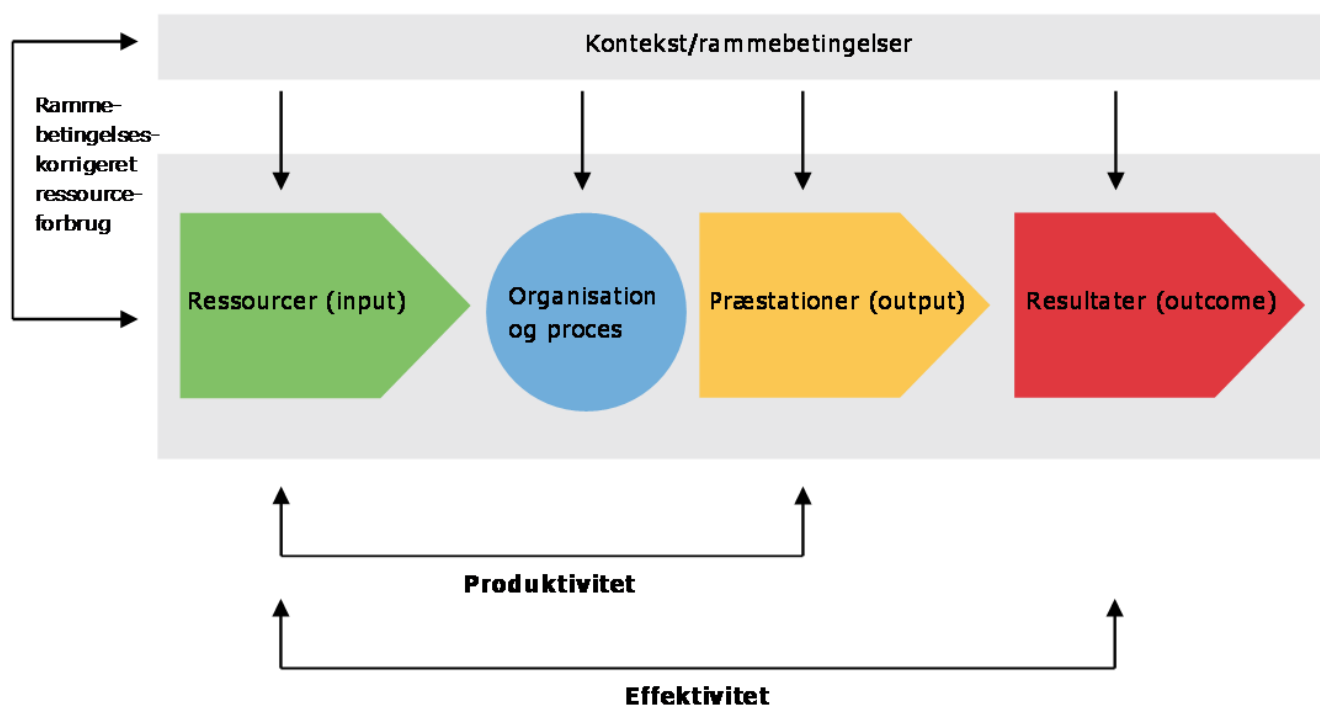 Kontekst/rammebetingelser
Ramme-
betingelses-
korrigeret
ressource-
forbrug
Ressourcer (input)
Organisation
og proces
Præstationer (output)
Resultater (outcome)
Produktivitet
Effektivitet